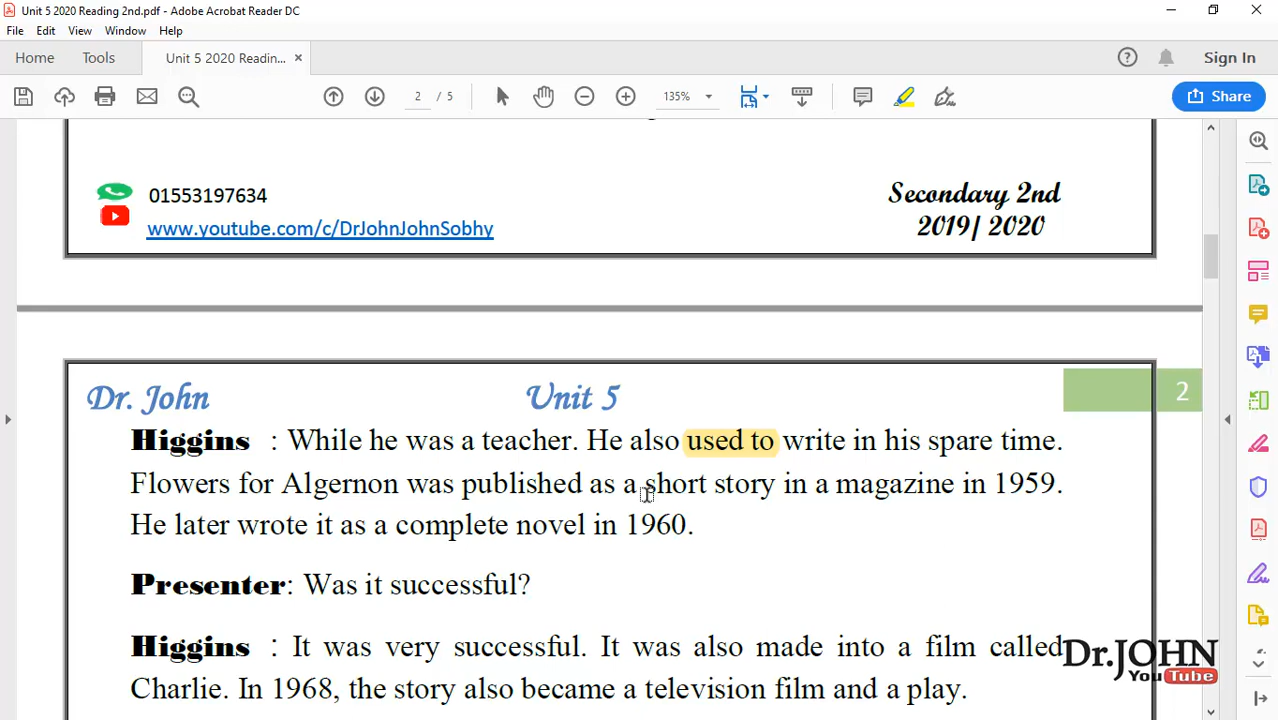 Unit 5 2020 Reading 2nd.pdf - Adobe Acrobat Reader DC
File Edit View Window Help
Home Tools Unit 5 2020 Readin... ×
Sign In
2 / 5 135% Share
01553197634
www.youtube.com/c/DrJohnJohnSobhy
Secondary 2nd
2019/ 2020
Dr. John Unit 5 2
Higgins : While he was a teacher. He also used to write in his spare time.
Flowers for Algernon was published as a short story in a magazine in 1959.
He later wrote it as a complete novel in 1960.
Presenter: Was it successful?
Higgins : It was very successful. It was also made into a film called
Charlie. In 1968, the story also became a television film and a play.
Dr.JOHN
YouTube